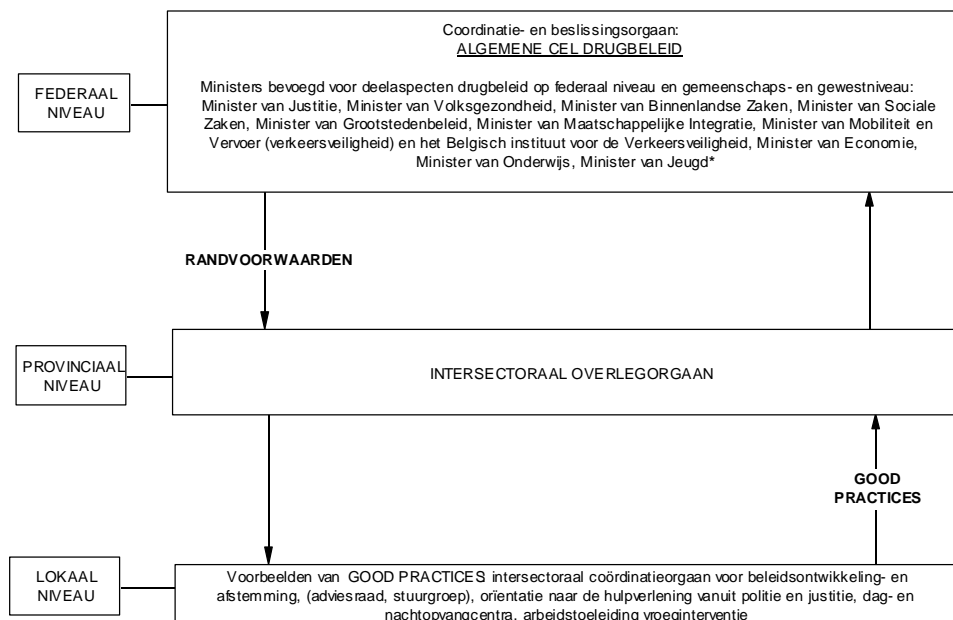 Coordinatie- en beslissingsorgaan:
ALGEMENE CEL DRUGBELEID
FEDERAAL
NIVEAU
Ministers bevoegd voor deelaspecten drugbeleid op federaal niveau en gemeenschaps- en gewestniveau:
Minister van Justitie, Minister van Volksgezondheid, Minister van Binnenlandse Zaken, Minister van Sociale
Zaken, Minister van Grootstedenbeleid, Minister van Maatschappelijke Integratie, Minister van Mobiliteit en
Vervoer (verkeersveiligheid) en het Belgisch instituut voor de Verkeersveiligheid, Minister van Economie,
Minister van Onderwijs, Minister van Jeugd*
RANDVOORWAARDEN
PROVINCIAAL
NIVEAU
INTERSECTORAAL OVERLEGORGAAN
GOOD
PRACTICES
LOKAAL
NIVEAU
Voorbeelden van GOOD PRACTICES: intersectoraal coördinatieorgaan voor beleidsontwikkeling- en
afstemming, (adviesraad, stuurgroep), orïentatie naar de hulpverlening vanuit politie en justitie, dag- en
nachtopvangcentra, arbeidstoeleiding vroeginterventie